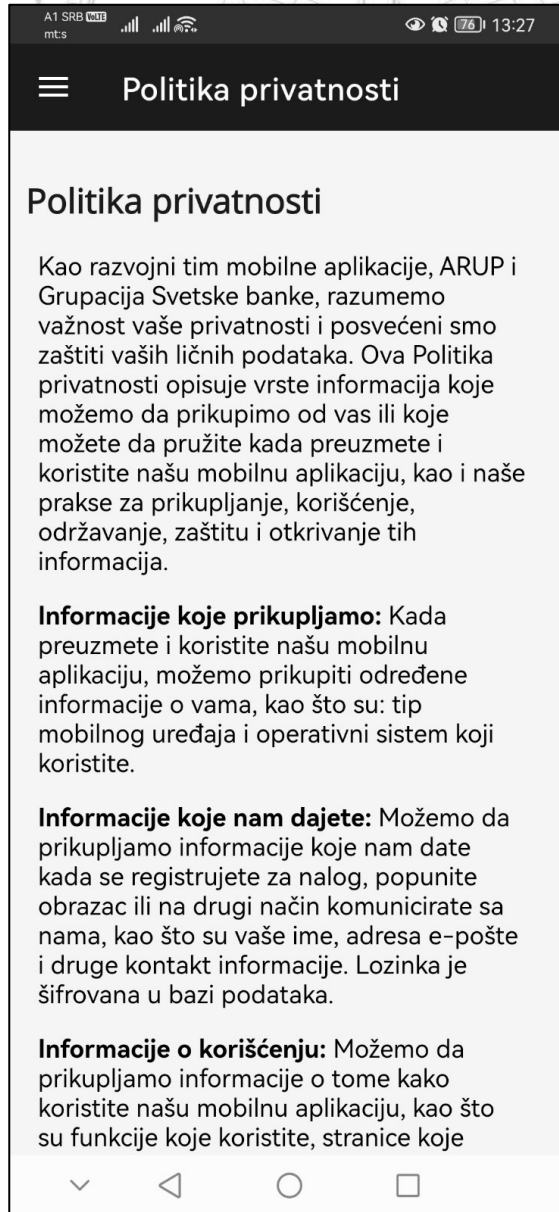 A1 SRB VoLTE
mt:s
76 13:27
Politika privatnosti
Politika privatnosti
Kao razvojni tim mobilne aplikacije, ARUP i
Grupacija Svetske banke, razumemo
važnost vaše privatnosti i posvećeni smo
zaštiti vaših ličnih podataka. Ova Politika
privatnosti opisuje vrste informacija koje
možemo da prikupimo od vas ili koje
možete da pružite kada preuzmete i
koristite našu mobilnu aplikaciju, kao i naše
prakse za prikupljanje, korišćenje,
održavanje, zaštitu i otkrivanje tih
informacija.
Informacije koje prikupljamo: Kada
preuzmete i koristite našu mobilnu
aplikaciju, možemo prikupiti određene
informacije o vama, kao što su: tip
mobilnog uređaja i operativni sistem koji
koristite.
Informacije koje nam dajete: Možemo da
prikupljamo informacije koje nam date
kada se registrujete za nalog, popunite
obrazac ili na drugi način komunicirate sa
nama, kao što su vaše ime, adresa e-pošte
i druge kontakt informacije. Lozinka je
šifrovana u bazi podataka.
Informacije o korišćenju: Možemo da
prikupljamo informacije o tome kako
koristite našu mobilnu aplikaciju, kao što
su funkcije koje koristite, stranice koje